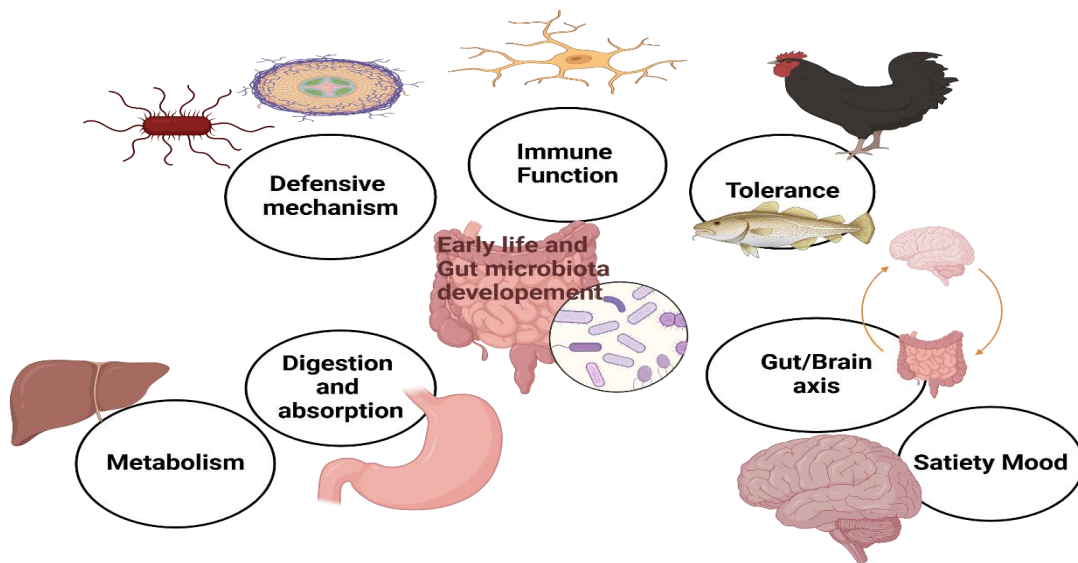 Immune
Function
Defensive
mechanism
Tolerance
Early life and
Gut microbiota
developement
Digestion
and
absorption
Gut/Brain
axis
Metabolism
Satiety Mood